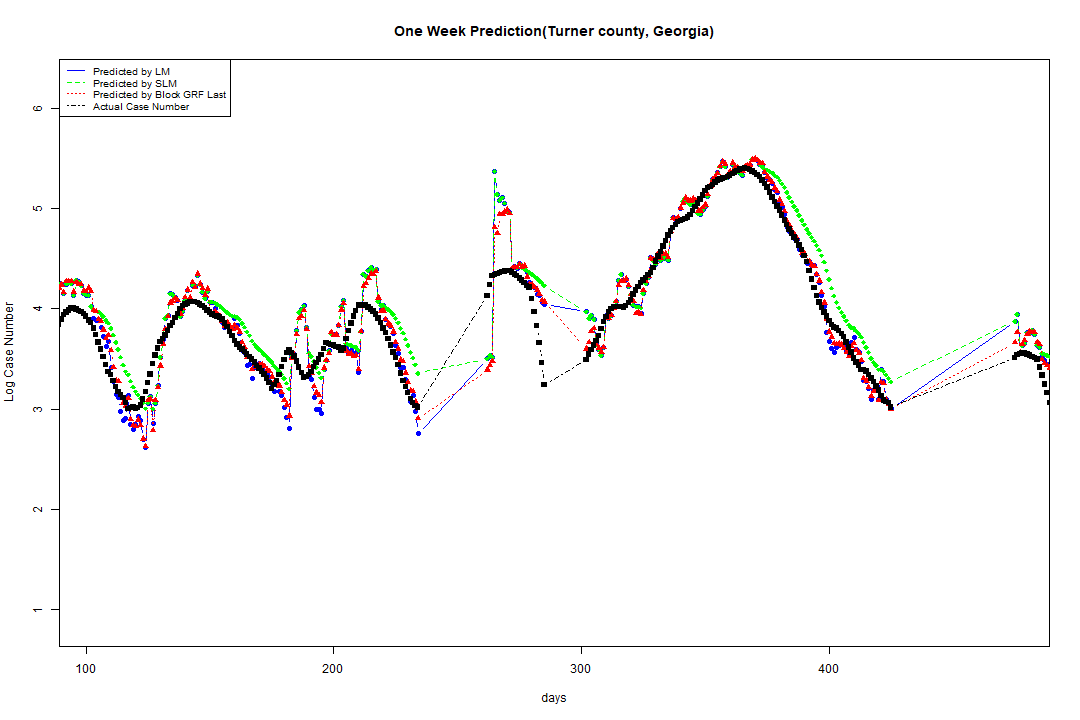 One Week Prediction(Turner county, Georgia)
Predicted by LM
Predicted by SLM
Predicted by Block GRF Last
Actual Case Number
6
5
4
3
2
1
Log Case Number
100 200 300 400
days